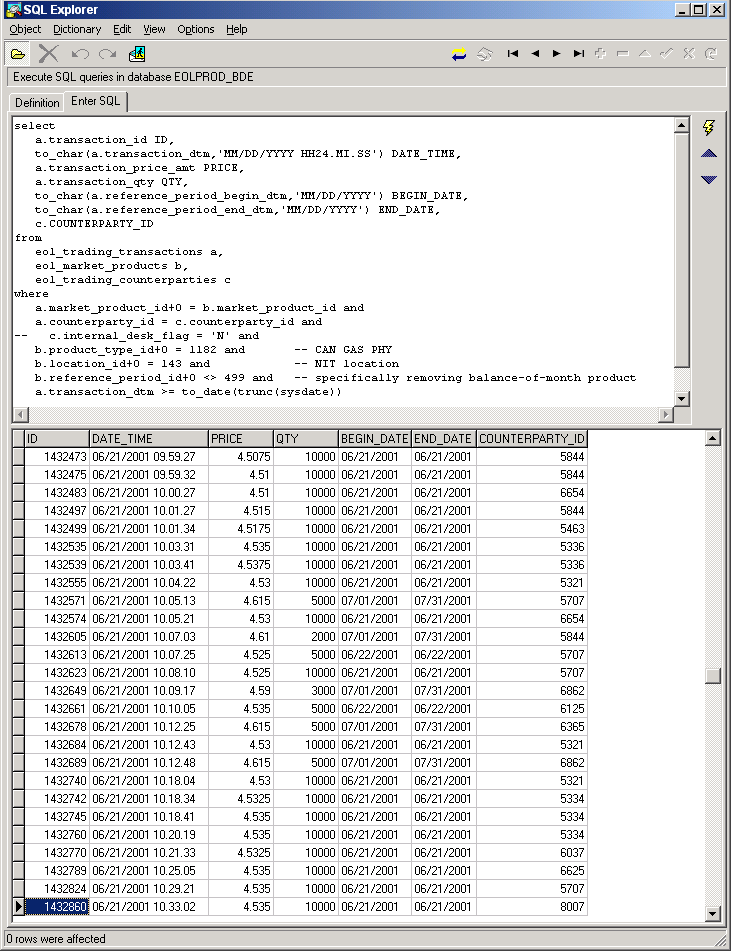 SQL Explorer
Object Dictionary Edit View Options Help
Execute SQL queries in database EOLPROD_BDE
Definition Enter SQL
select
a.transaction_id ID,
to_char(a.transaction_dtm,'MM/DD/YYYY HH24.MI.SS') DATE_TIME,
a.transaction_price_amt PRICE,
a.transaction_qty QTY,
to_char(a.reference_period_begin_dtm,'MM/DD/YYYY') BEGIN_DATE,
to_char(a.reference_period_end_dtm,'MM/DD/YYYY') END_DATE,
c.COUNTERPARTY_ID
from
eol_trading_transactions a,
eol_market_products b,
eol_trading_counterparties c
where
a.market_product_id+0 = b.market_product_id and
a.counterparty_id = c.counterparty_id and
-- c.internal_desk_flag = 'N' and
b.product_type_id+0 = 1182 and -- CAN GAS PHY
b.location_id+0 = 143 and -- NIT location
b.reference_period_id+0 <> 499 and -- specifically removing balance-of-month product
a.transaction_dtm >= to_date(trunc(sysdate))
ID DATE_TIME PRICE QTY BEGIN_DATE END_DATE COUNTERPARTY_ID
1432473 06/21/2001 09.59.27 4.5075 10000 06/21/2001 06/21/2001 5844
1432475 06/21/2001 09.59.32 4.51 10000 06/21/2001 06/21/2001 5844
1432483 06/21/2001 10.00.27 4.51 10000 06/21/2001 06/21/2001 6654
1432497 06/21/2001 10.01.27 4.515 10000 06/21/2001 06/21/2001 5844
1432499 06/21/2001 10.01.34 4.5175 10000 06/21/2001 06/21/2001 5463
1432535 06/21/2001 10.03.31 4.535 10000 06/21/2001 06/21/2001 5336
1432539 06/21/2001 10.03.41 4.5375 10000 06/21/2001 06/21/2001 5336
1432555 06/21/2001 10.04.22 4.53 10000 06/21/2001 06/21/2001 5321
1432571 06/21/2001 10.05.13 4.615 5000 07/01/2001 07/31/2001 5707
1432574 06/21/2001 10.05.21 4.53 10000 06/21/2001 06/21/2001 6654
1432605 06/21/2001 10.07.03 4.61 2000 07/01/2001 07/31/2001 5844
1432613 06/21/2001 10.07.25 4.525 5000 06/22/2001 06/22/2001 5707
1432623 06/21/2001 10.08.10 4.525 10000 06/21/2001 06/21/2001 5707
1432649 06/21/2001 10.09.17 4.59 3000 07/01/2001 07/31/2001 6862
1432661 06/21/2001 10.10.05 4.535 5000 06/22/2001 06/22/2001 6125
1432678 06/21/2001 10.12.25 4.615 5000 07/01/2001 07/31/2001 6365
1432684 06/21/2001 10.12.43 4.53 10000 06/21/2001 06/21/2001 5321
1432689 06/21/2001 10.12.48 4.615 5000 07/01/2001 07/31/2001 6862
1432740 06/21/2001 10.18.04 4.53 10000 06/21/2001 06/21/2001 5321
1432742 06/21/2001 10.18.34 4.5325 10000 06/21/2001 06/21/2001 5334
1432745 06/21/2001 10.18.41 4.535 10000 06/21/2001 06/21/2001 5334
1432760 06/21/2001 10.20.19 4.535 10000 06/21/2001 06/21/2001 5334
1432770 06/21/2001 10.21.33 4.5325 10000 06/21/2001 06/21/2001 6037
1432789 06/21/2001 10.25.05 4.535 10000 06/21/2001 06/21/2001 6625
1432824 06/21/2001 10.29.21 4.535 10000 06/21/2001 06/21/2001 5707
1432860 06/21/2001 10.33.02 4.535 10000 06/21/2001 06/21/2001 8007
0 rows were affected